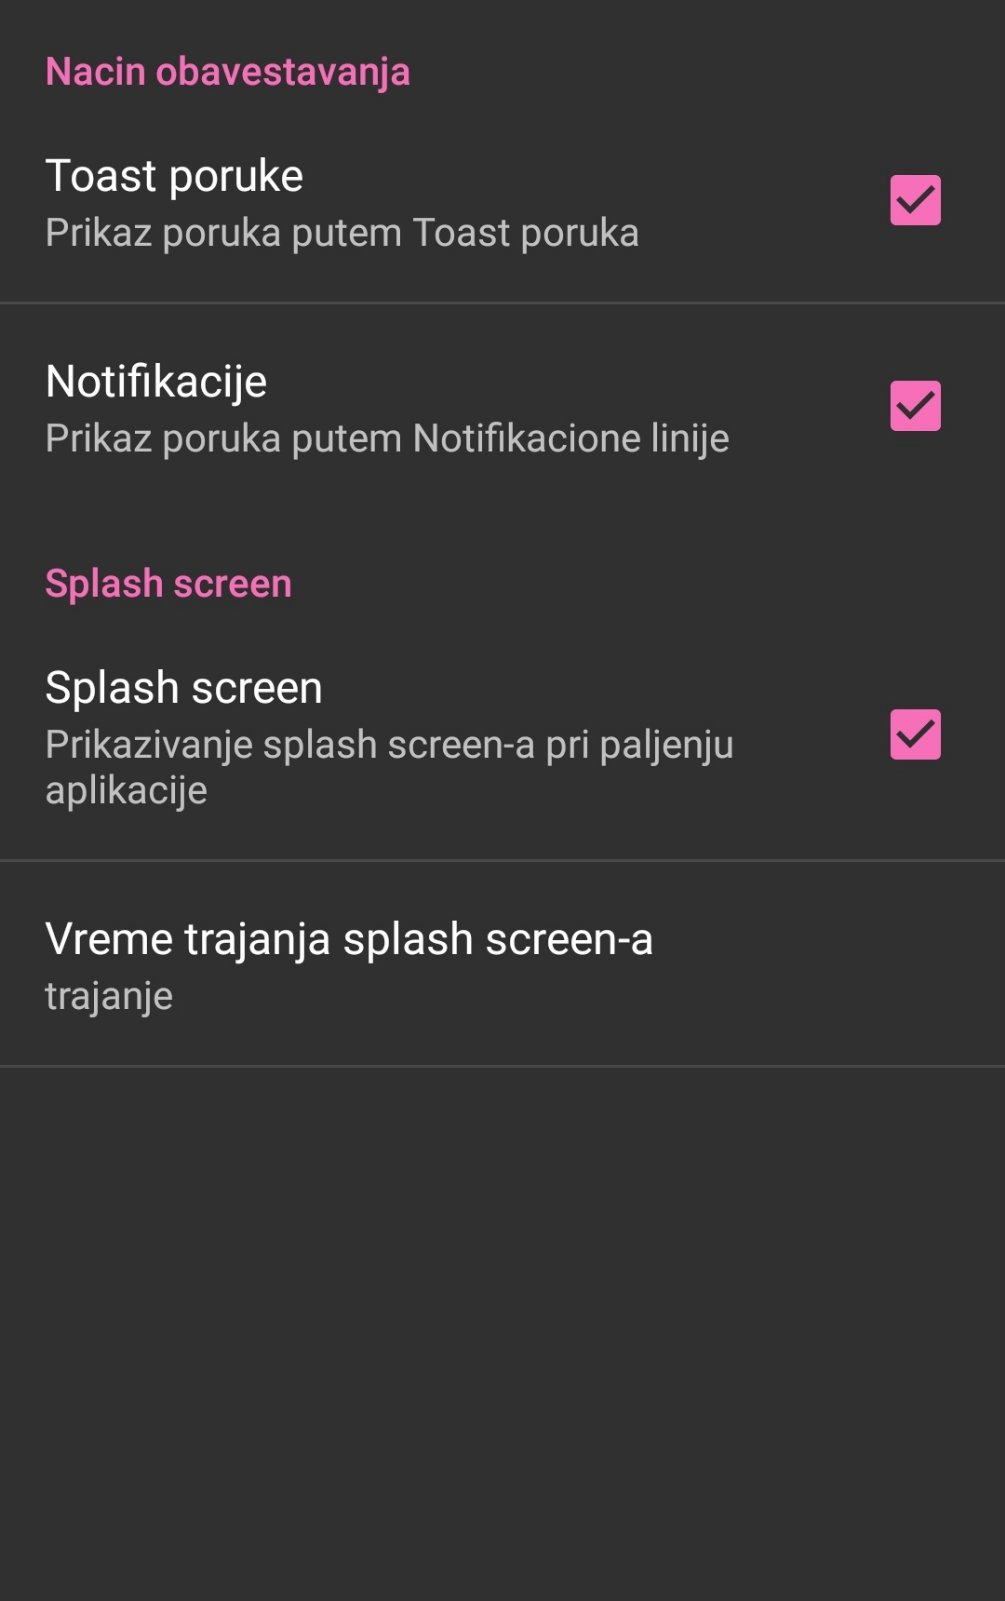 Nacin obavestavanja
Toast poruke
Prikaz poruka putem Toast poruka
Notifikacije
Prikaz poruka putem Notifikacione linije
Splash screen
Splash screen
Prikazivanje splash screen-a pri paljenju
aplikacije
Vreme trajanja splash screen-a
trajanje